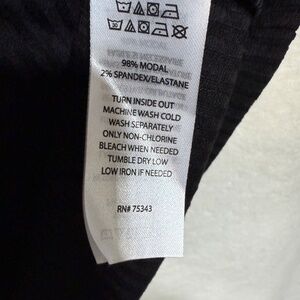 98% MODAL
2% SPANDEX/ELASTANE
TURN INSIDE OUT
MACHINE WASH COLD
WASH SEPARATELY
ONLY NON-CHLORINE
BLEACH WHEN NEEDED
TUMBLE DRY LOW
LOW IRON IF NEEDED
RN# 75343